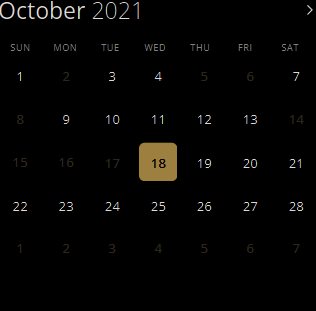 October 2021
SUN MON TUE WED THU FRI SAT
1 2 3 4 5 6 7
8 9 10 11 12 13 14
15 16 17 18 19 20 21
22 23 24 25 26 27 28
1 2 3 4 5 6 7